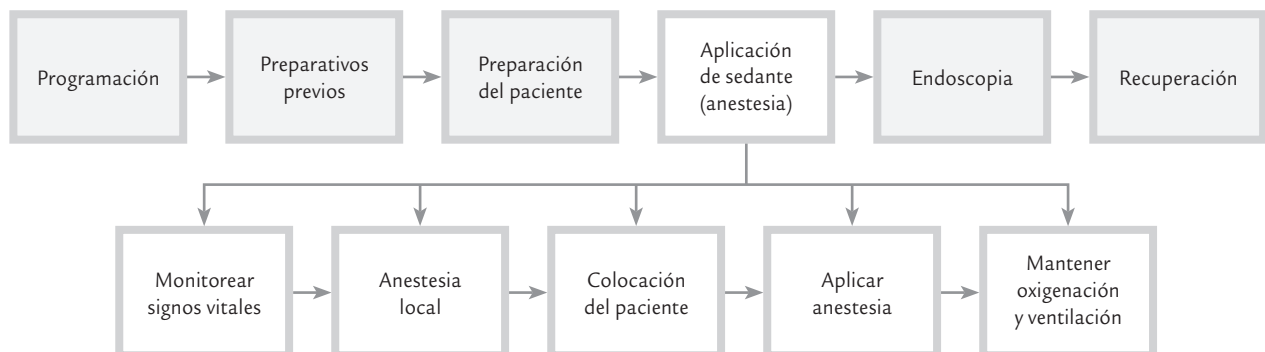 Programación
Preparativos
previos
Preparación
del paciente
Aplicación
de sedante
(anestesia)
Endoscopia
Recuperación
Monitorear
signos vitales
Anestesia
local
Colocación
del paciente
Aplicar
anestesia
Mantener
oxigenación
y ventilación